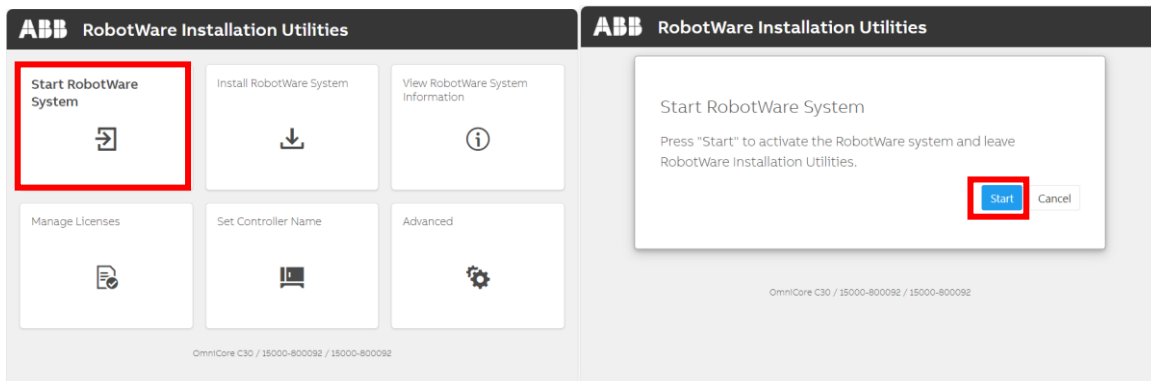 ABB RobotWare Installation Utilities
Start RobotWare
System
Install RobotWare System
View RobotWare System
Information
Manage Licenses
Set Controller Name
Advanced
OmniCore C30 / 15000-800092 / 15000-800092
ABB RobotWare Installation Utilities
Start RobotWare System
Press "Start" to activate the RobotWare system and leave
RobotWare Installation Utilities.
Start Cancel
OmniCore C30 / 15000-800092 / 15000-800092